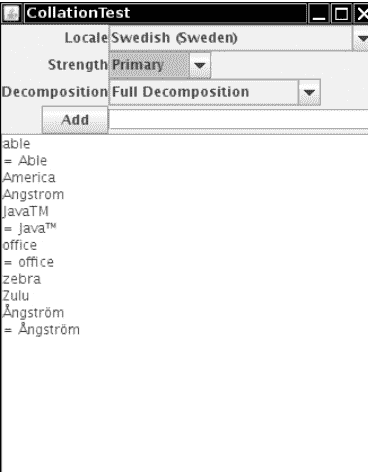 CollationTest
Locale Swedish (Sweden)
Strength Primary
Decomposition Full Decomposition
Add
able
= Able
America
Angstrom
JavaTM
= Java™
office
= office
zebra
Zulu
Ångström
= Ångström